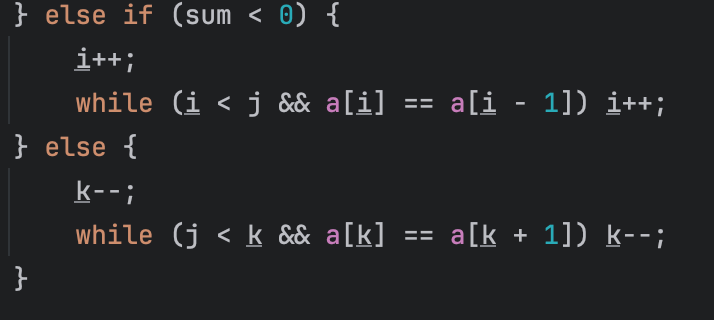 } else if (sum < 0) {
i++;
while (i < j && a[i] == a[i - 1]) i++;
} else {
k--;
while (j < k && a[k] == a[k + 1]) k--;
}